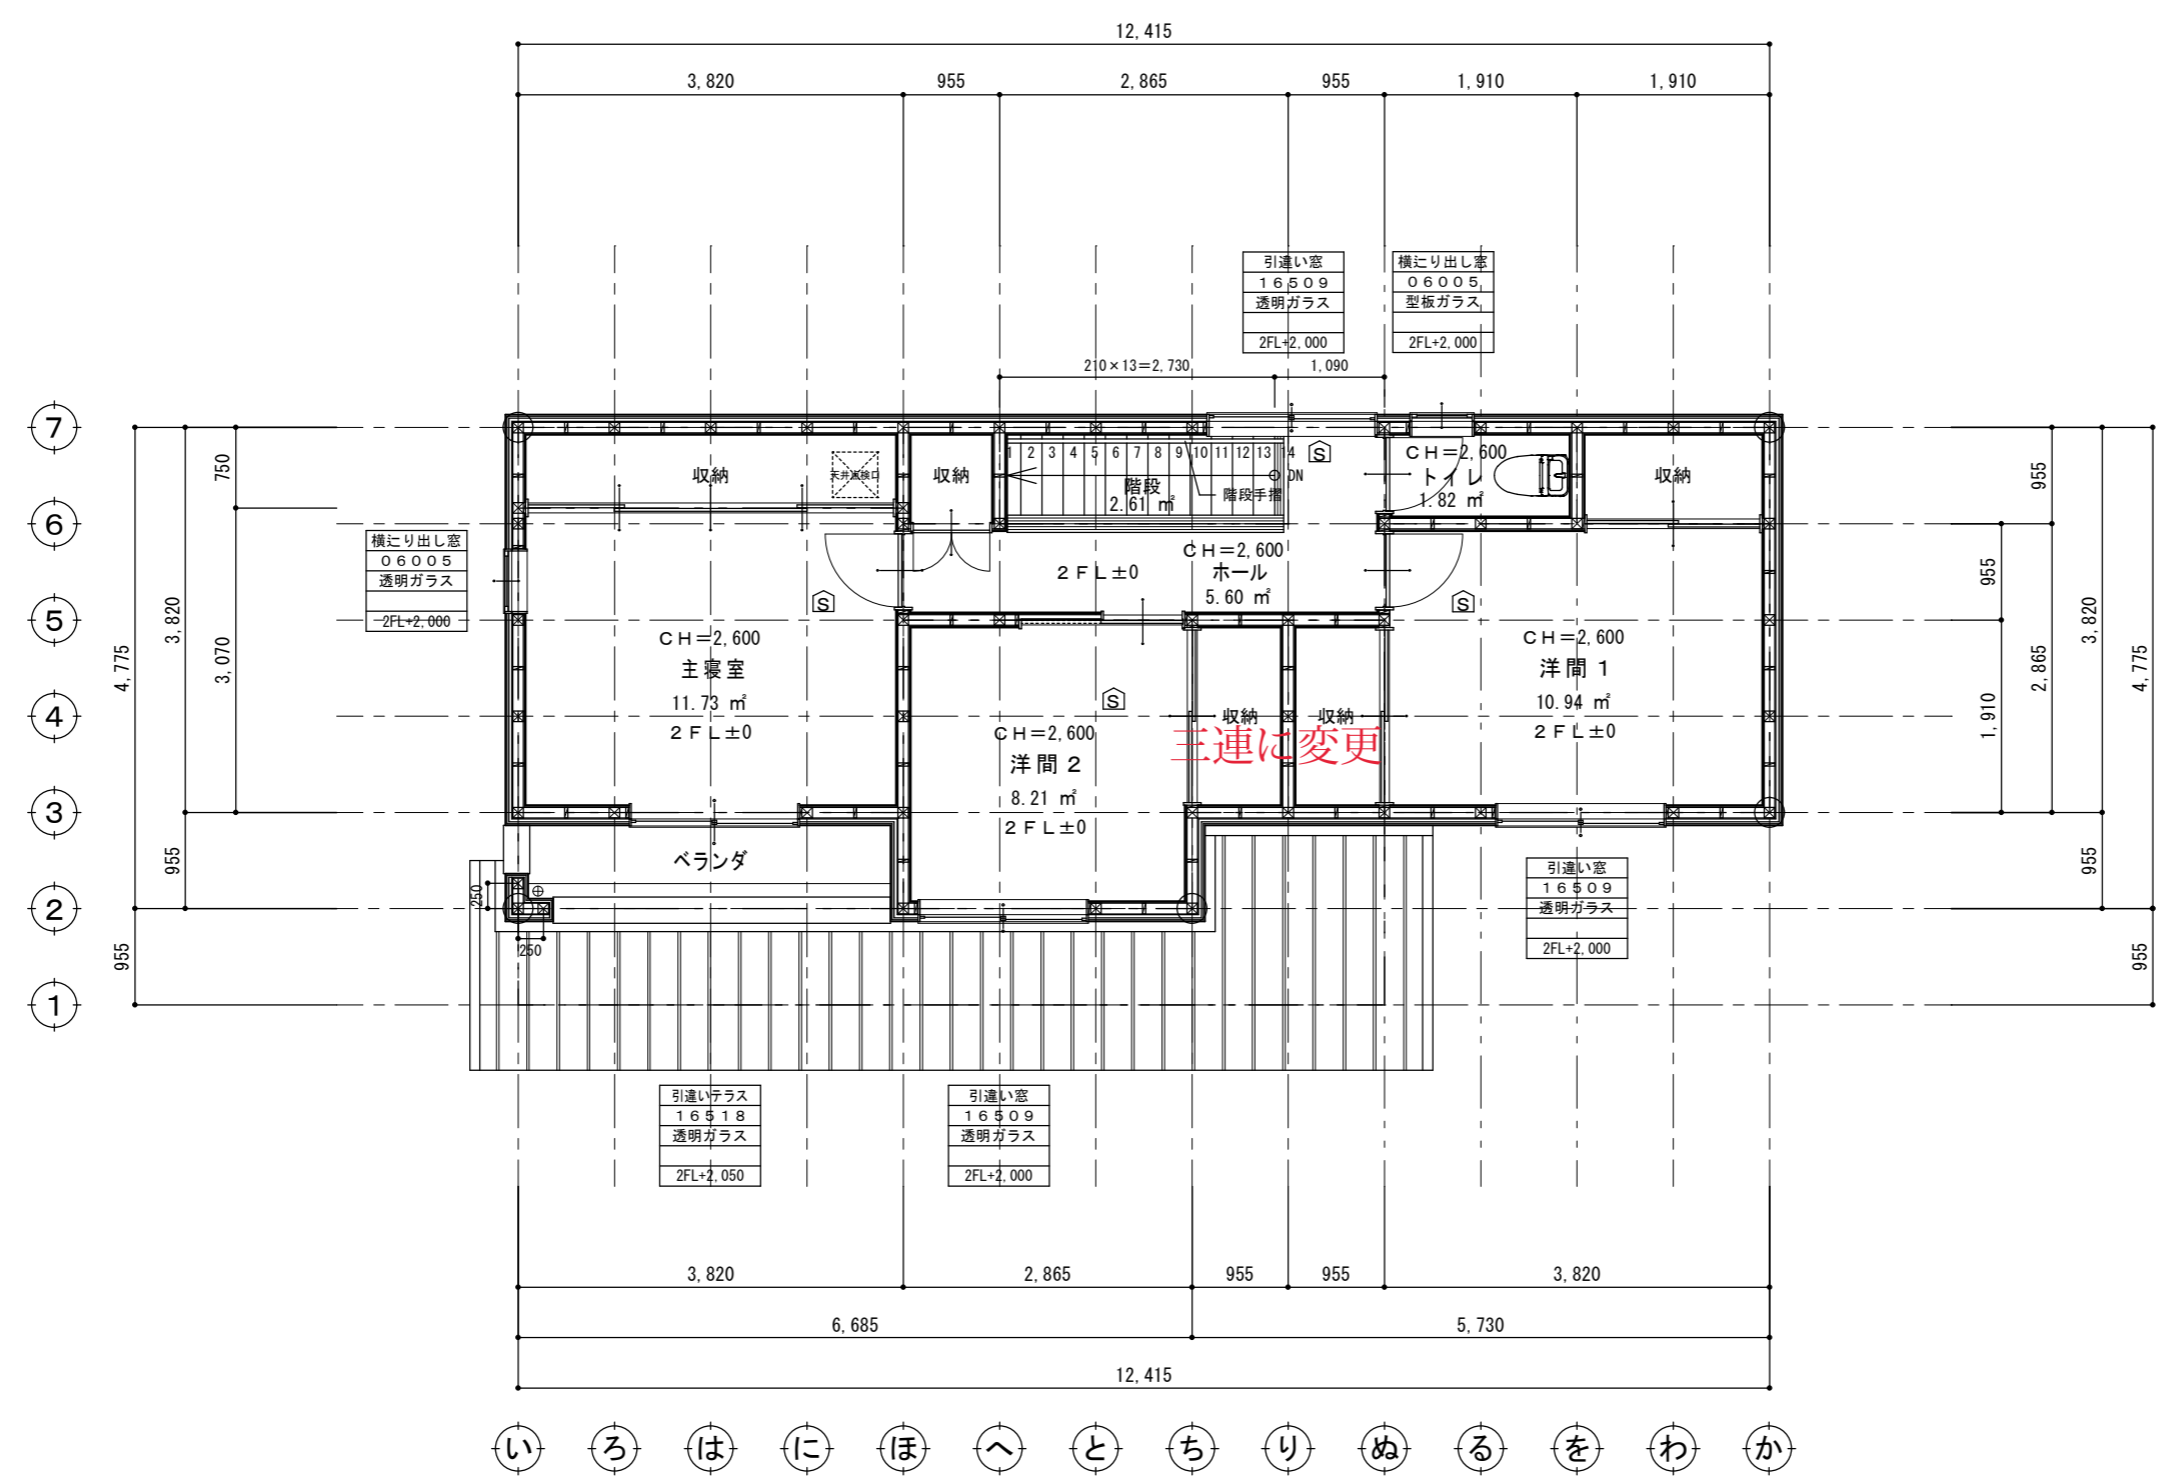 12,415
3,820
955
2,865
955
1,910
1,910
引違い窓
16509
透明ガラス
2FL+2,000
横辷り出し窓
06005
型板ガラス
2FL+2,000
210×13=2,730
1,090
7
6
5
4
3
2
1
4,775
955
3,820
955
750
3,070
横辷り出し窓
06005
透明ガラス
2FL+2,000
収納
天井点検口
収納
1 2 3 4 5 6 7 8 9 10 11 12 13 14
DN
階段
2.61 ㎡
階段手摺
S
CH=2,600
トイレ
1.82 ㎡
収納
CH=2,600
ホール
5.60 ㎡
2FL±0
S
S
CH=2,600
主寝室
11.73 ㎡
2FL±0
S
CH=2,600
洋間2
8.21 ㎡
2FL±0
収納
収納
三連に変更
CH=2,600
洋間1
10.94 ㎡
2FL±0
ベランダ
250
250
955
955
1,910
2,865
3,820
955
4,775
955
引違い窓
16509
透明ガラス
2FL+2,000
引違いテラス
16518
透明ガラス
2FL+2,050
引違い窓
16509
透明ガラス
2FL+2,000
3,820
2,865
955
955
3,820
6,685
5,730
12,415
い ろ は に ほ へ と ち り ぬ る を わ か